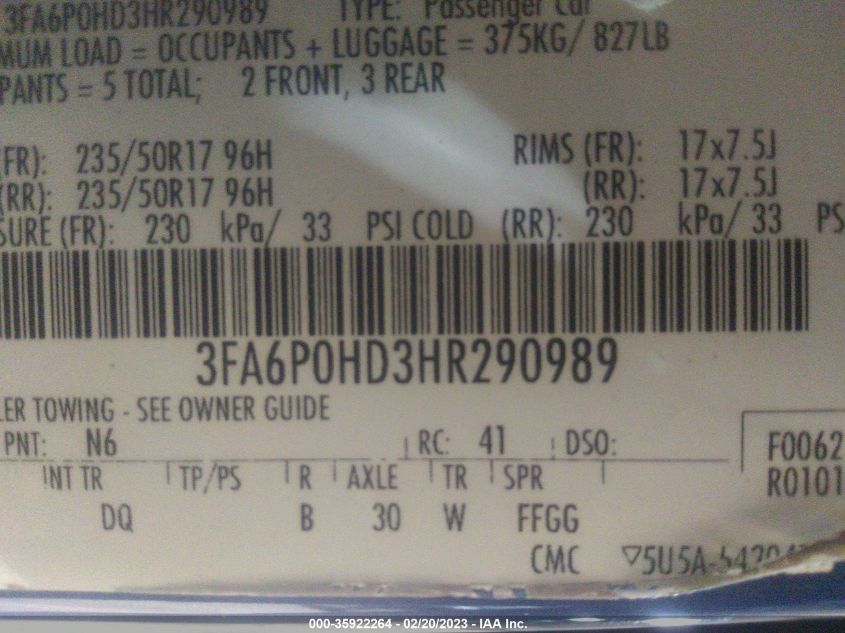 3FA6P0HD3HR290989 TYPE: Passenger Car
MUM LOAD = OCCUPANTS + LUGGAGE = 375KG/ 827LB
PANTS = 5 TOTAL; 2 FRONT, 3 REAR
(FR): 235/50R17 96H RIMS (FR): 17x7.5J
(RR): 235/50R17 96H (RR): 17x7.5J
SURE (FR): 230 kPa/ 33 PSI COLD (RR): 230 kPa/ 33 PS
3FA6P0HD3HR290989
LER TOWING - SEE OWNER GUIDE
PNT: N6 RC: 41 DSO: F0062
INT TR TP/PS R AXLE TR SPR R0101
DQ B 30 W FFGG
CMC ▽5U5A-
000-35922264 - 02/20/2023 - IAA Inc.